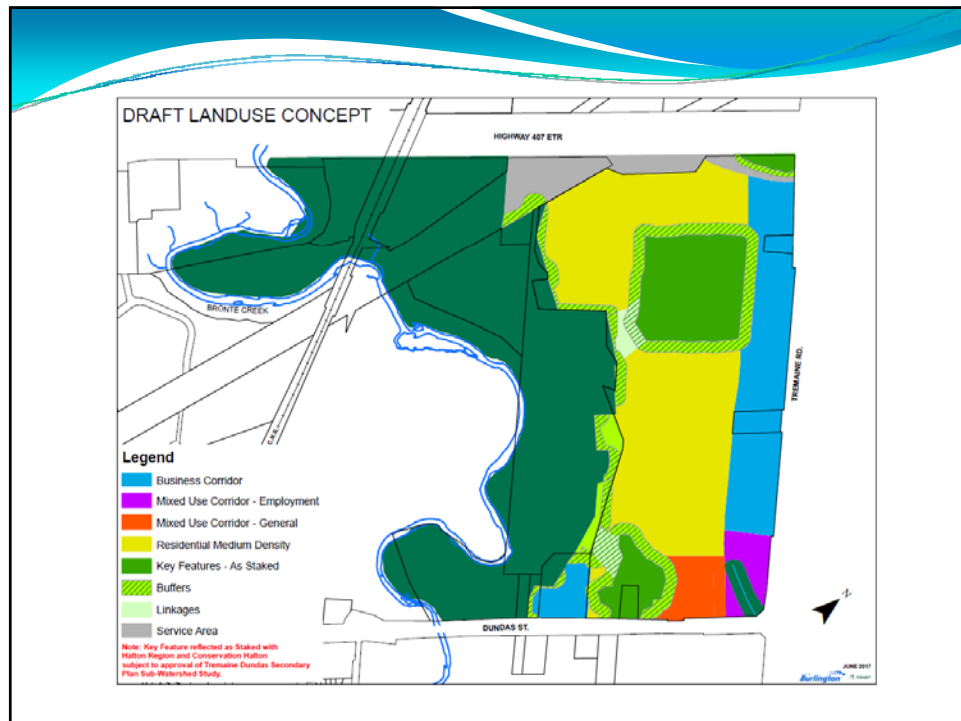 DRAFT LANDUSE CONCEPT
HIGHWAY 407 ETR
BRONTE CREEK
C.N.R.
TREMAINE RD.
Legend
Business Corridor
Mixed Use Corridor - Employment
Mixed Use Corridor - General
Residential Medium Density
Key Features - As Staked
Buffers
Linkages
Service Area
Note: Key Feature reflected as Staked with
Halton Region and Conservation Halton
subject to approval of Tremaine Dundas Secondary
Plan Sub-Watershed Study.
DUNDAS ST.
N
JUNE 2017
Burlington